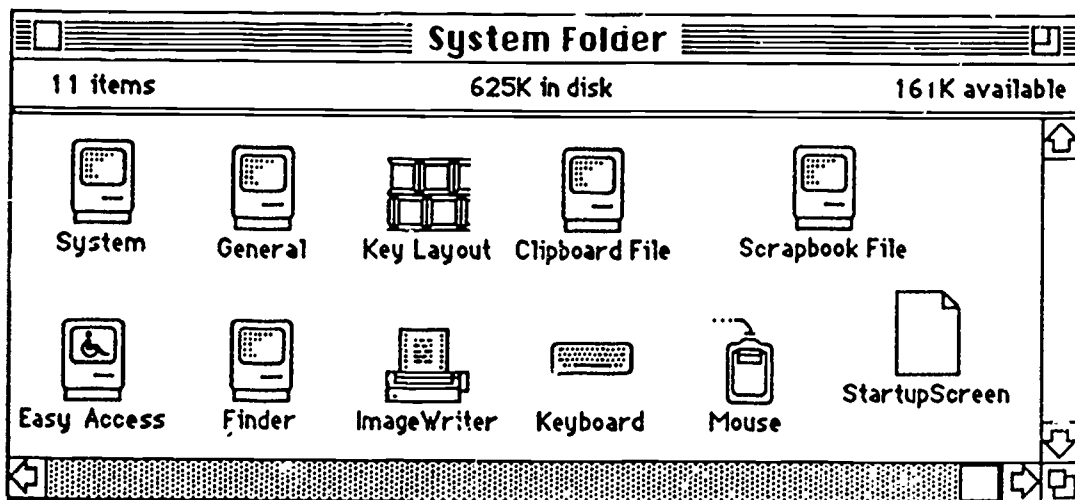 System Folder
11 items 625K in disk 161K available
System General Key Layout Clipboard File Scrapbook File
Easy Access Finder ImageWriter Keyboard Mouse StartupScreen